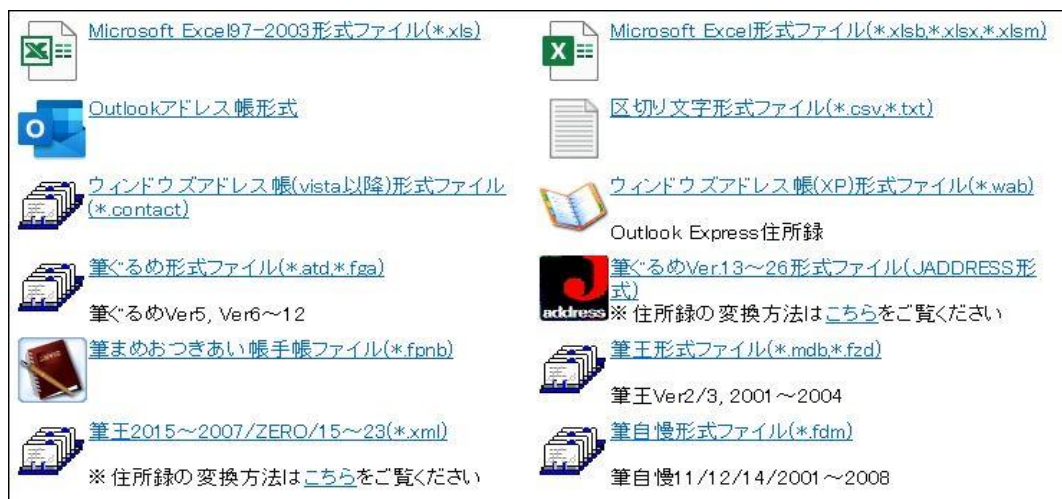 Microsoft Excel97-2003形式ファイル(*.xls)
Microsoft Excel形式ファイル(*.xlsb,*.xlsx,*.xlsm)
Outlookアドレス帳形式
区切り文字形式ファイル(*.csv,*.txt)
ウィンドウズアドレス帳(vista以降)形式ファイル
(*.contact)
ウィンドウズアドレス帳(XP)形式ファイル(*.wab)
Outlook Express住所録
筆ぐるめ形式ファイル(*.atd,*.fga)
筆ぐるめVer5, Ver6～12
J
address
筆ぐるめVer.13～26形式ファイル(JADDRESS形
式)
※住所録の変換方法はこちらをご覧ください
筆まめおつきあい帳手帳ファイル(*.fpnb)
筆王形式ファイル(*.mdb,*.fzd)
筆王Ver2/3, 2001～2004
筆王2015～2007/ZERO/15～23(*.xml)
※住所録の変換方法はこちらをご覧ください
筆自慢形式ファイル(*.fdm)
筆自慢11/12/14/2001～2008